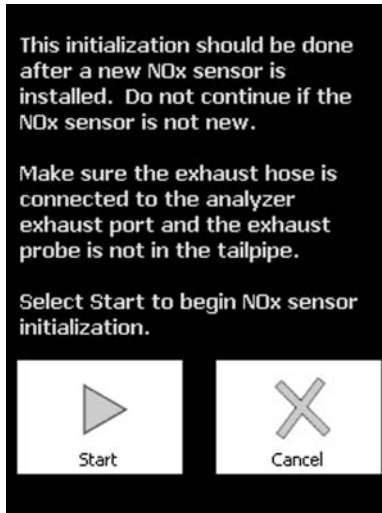 This initialization should be done
after a new NOx sensor is
installed. Do not continue if the
NOx sensor is not new.
Make sure the exhaust hose is
connected to the analyzer
exhaust port and the exhaust
probe is not in the tailpipe.
Select Start to begin NOx sensor
initialization.
Start
Cancel